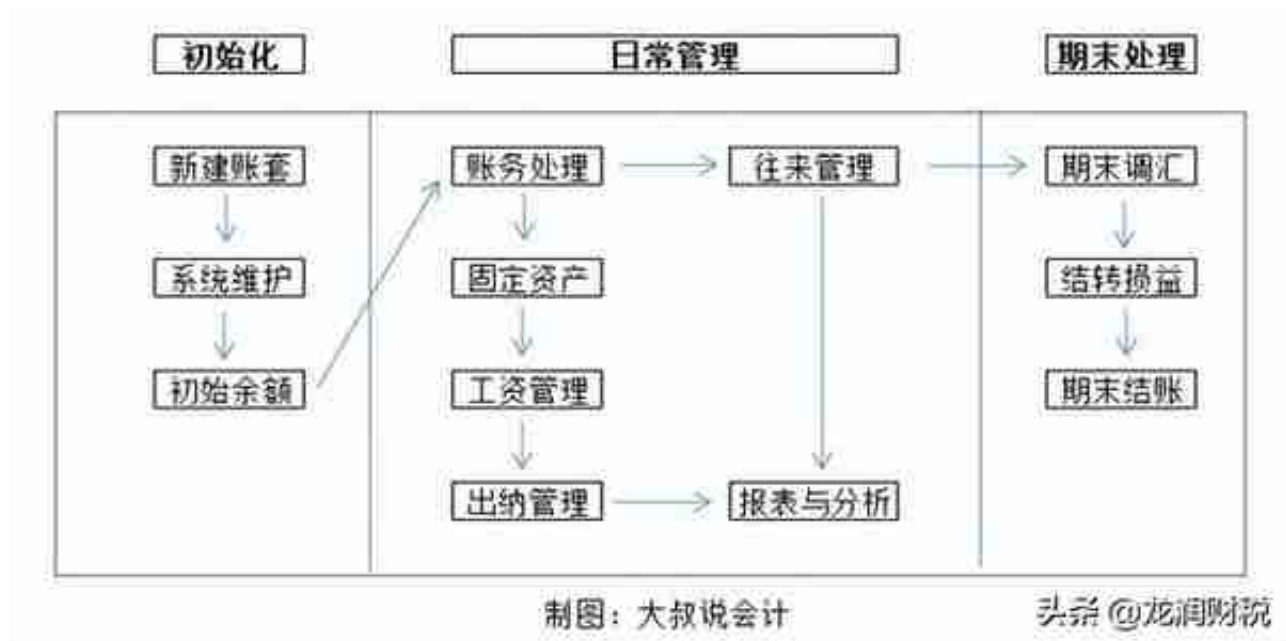 初始化 日常管理 期末处理
新建账套 账务处理 往来管理 期末调汇
系统维护 固定资产 结转损益
初始余额 工资管理 期末结账
出纳管理 报表与分析
制图：大叔说会计
头条 @龙润财税